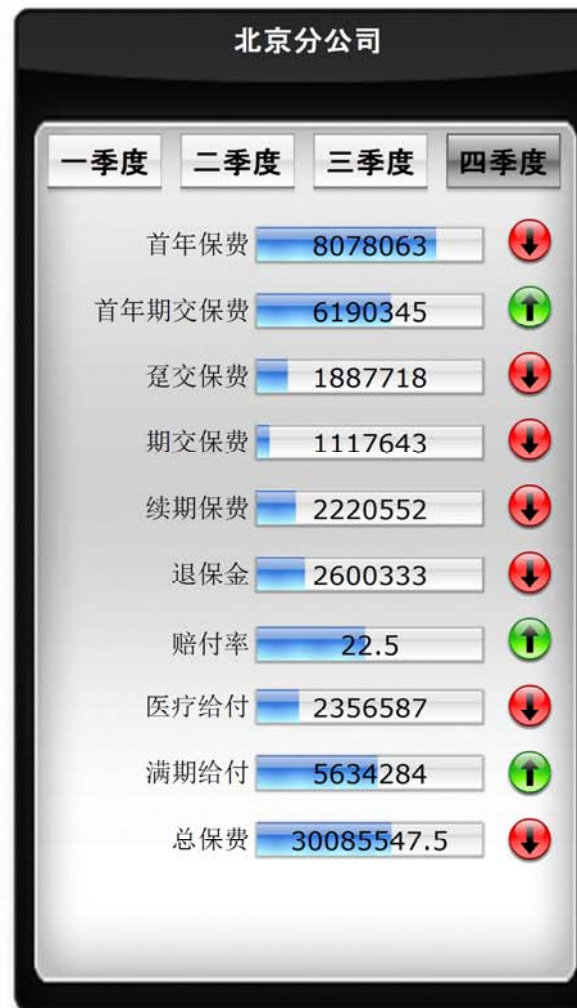 北京分公司
一季度 二季度 三季度 四季度
首年保费 8078063
首年期交保费 6190345
趸交保费 1887718
期交保费 1117643
续期保费 2220552
退保金 2600333
赔付率 22.5
医疗给付 2356587
满期给付 5634284
总保费 30085547.5